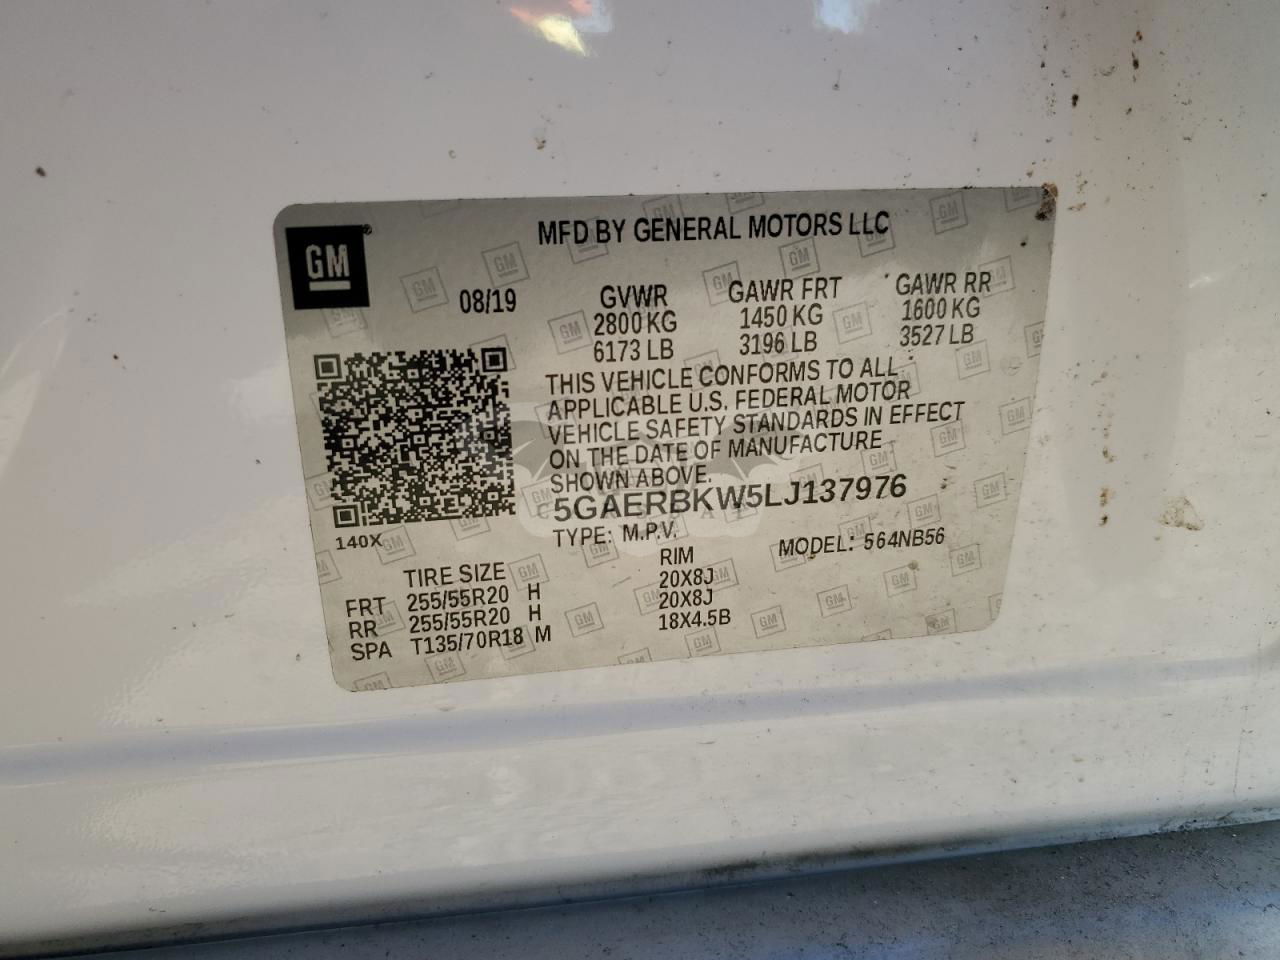 MFD BY GENERAL MOTORS LLC
GM
08/19
GVWR GAWR FRT GAWR RR
2800 KG 1450 KG 1600 KG
6173 LB 3196 LB 3527 LB
THIS VEHICLE CONFORMS TO ALL
APPLICABLE U.S. FEDERAL MOTOR
VEHICLE SAFETY STANDARDS IN EFFECT
ON THE DATE OF MANUFACTURE
SHOWN ABOVE.
5GAERBKW5LJ137976
TYPE: M.P.V. MODEL: 564NB56
140X
TIRE SIZE RIM
FRT 255/55R20 H 20X8J
RR 255/55R20 H 20X8J
SPA T135/70R18 M 18X4.5B